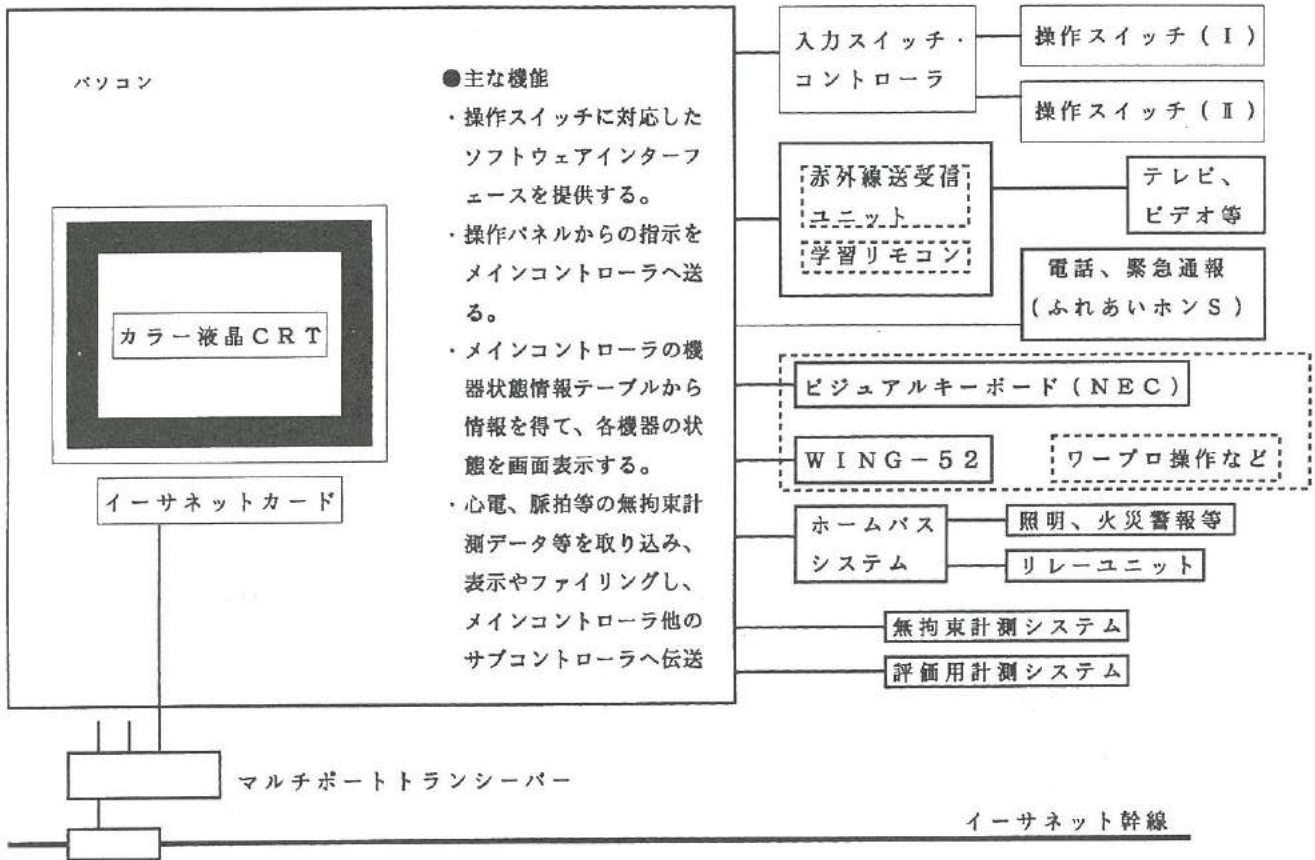 パソコン
カラー液晶CRT
イーサネットカード
●主な機能
・操作スイッチに対応した
ソフトウェアインターフ
ェースを提供する。
・操作パネルからの指示を
メインコントローラへ送
る。
・メインコントローラの機
器状態情報テーブルから
情報を得て、各機器の状
態を画面表示する。
・心電、脈拍等の無拘束計
測データ等を取り込み、
表示やファイリングし、
メインコントローラ他の
サブコントローラへ伝送
入力スイッチ・
コントローラ
操作スイッチ(Ⅰ)
操作スイッチ(Ⅱ)
赤外線送受信
ユニット
学習リモコン
テレビ、
ビデオ等
電話、緊急通報
(ふれあいホンS)
ビジュアルキーボード(NEC)
WING-52
ワープロ操作など
ホームバス
システム
照明、火災警報等
リレーユニット
無拘束計測システム
評価用計測システム
マルチポートトランシーバー
イーサネット幹線